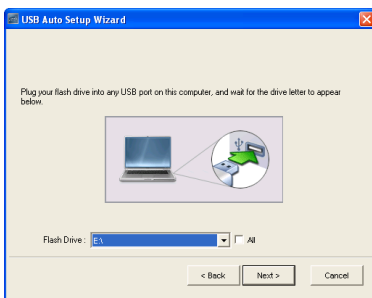 USB Auto Setup Wizard
Plug your flash drive into any USB port on this computer, and wait for the drive letter to appear
below.
Flash Drive : E:\ All
< Back Next > Cancel